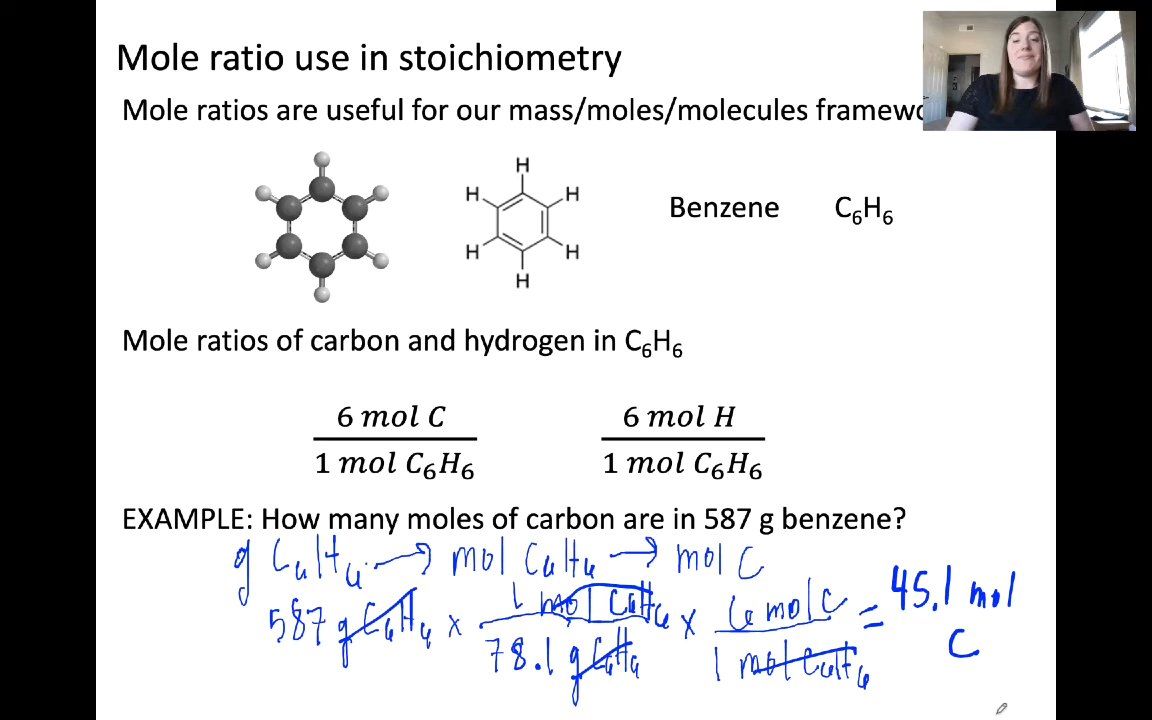 Mole ratio use in stoichiometry
Mole ratios are useful for our mass/moles/molecules framewo
H
H H
H H
H
Benzene C₆H₆
Mole ratios of carbon and hydrogen in C₆H₆
6 mol C 6 mol H
1 mol C₆H₆ 1 mol C₆H₆
EXAMPLE: How many moles of carbon are in 587 g benzene?
g C₆H₆ → mol C₆H₆ → mol C
587 g C₆H₆ × 1 mol C₆H₆ × 6 mol C = 45.1 mol C
78.1 g C₆H₆ 1 mol C₆H₆